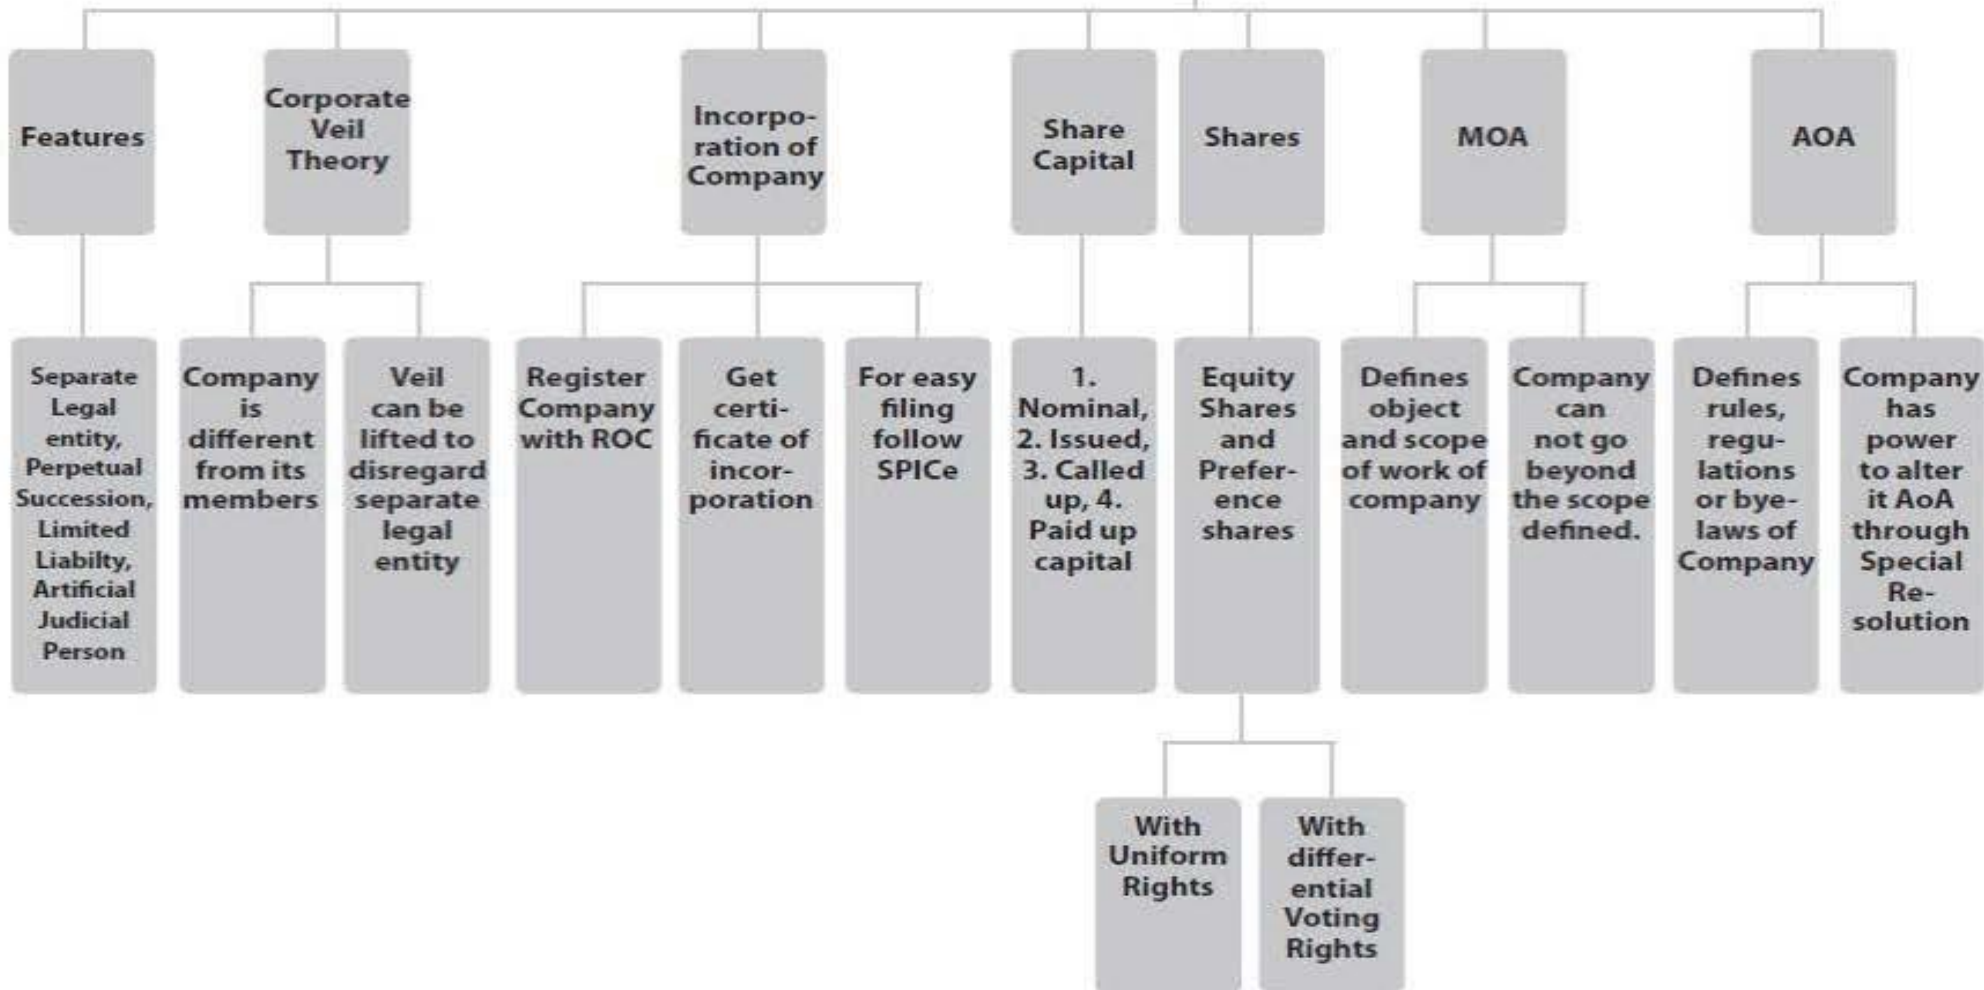 Features
Corporate
Veil
Theory
Incorpo-
ration of
Company
Share
Capital
Shares
MOA
AOA
Separate
Legal
entity,
Perpetual
Succession,
Limited
Liabilty,
Artificial
Judicial
Person
Company
is
different
from its
members
Veil
can be
lifted to
disregard
separate
legal
entity
Register
Company
with ROC
Get
certi-
ficate of
incor-
poration
For easy
filing
follow
SPICe
1.
Nominal,
2. Issued,
3. Called
up, 4.
Paid up
capital
Equity
Shares
and
Prefer-
ence
shares
Defines
object
and scope
of work of
company
Company
can
not go
beyond
the scope
defined.
Defines
rules,
regu-
lations
or bye-
laws of
Company
Company
has
power
to alter
it AoA
through
Special
Re-
solution
With
Uniform
Rights
With
differ-
ential
Voting
Rights